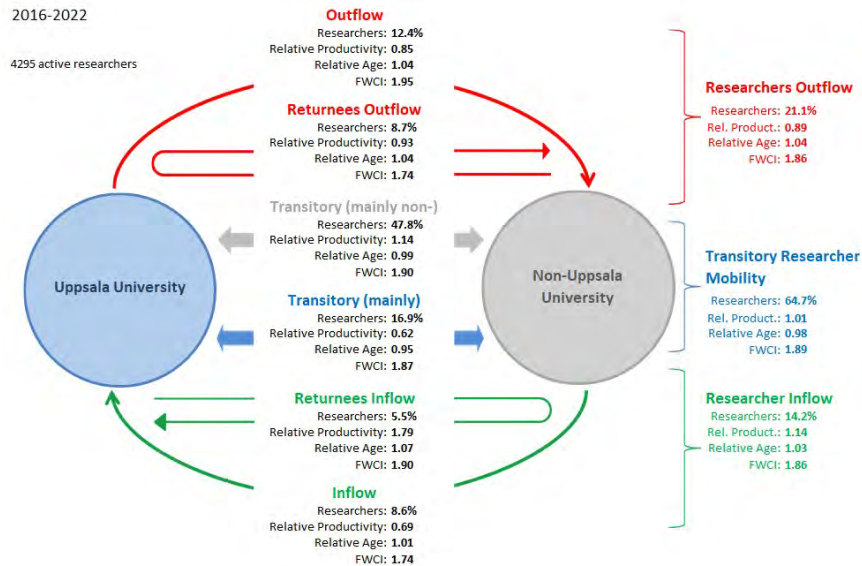 2016-2022
4295 active researchers
Outflow
Researchers: 12.4%
Relative Productivity: 0.85
Relative Age: 1.04
FWCI: 1.95
Returnees Outflow
Researchers: 8.7%
Relative Productivity: 0.93
Relative Age: 1.04
FWCI: 1.74
Transitory (mainly non-)
Researchers: 47.8%
Relative Productivity: 1.14
Relative Age: 0.99
FWCI: 1.90
Transitory (mainly)
Researchers: 16.9%
Relative Productivity: 0.62
Relative Age: 0.95
FWCI: 1.87
Returnees Inflow
Researchers: 5.5%
Relative Productivity: 1.79
Relative Age: 1.07
FWCI: 1.90
Inflow
Researchers: 8.6%
Relative Productivity: 0.69
Relative Age: 1.01
FWCI: 1.74
Uppsala University
Non-Uppsala
University
Researchers Outflow
Researchers: 21.1%
Rel. Product.: 0.89
Relative Age: 1.04
FWCI: 1.86
Transitory Researcher
Mobility
Researchers: 64.7%
Rel. Product.: 1.01
Relative Age: 0.98
FWCI: 1.89
Researcher Inflow
Researchers: 14.2%
Rel. Product.: 1.14
Relative Age: 1.03
FWCI: 1.86